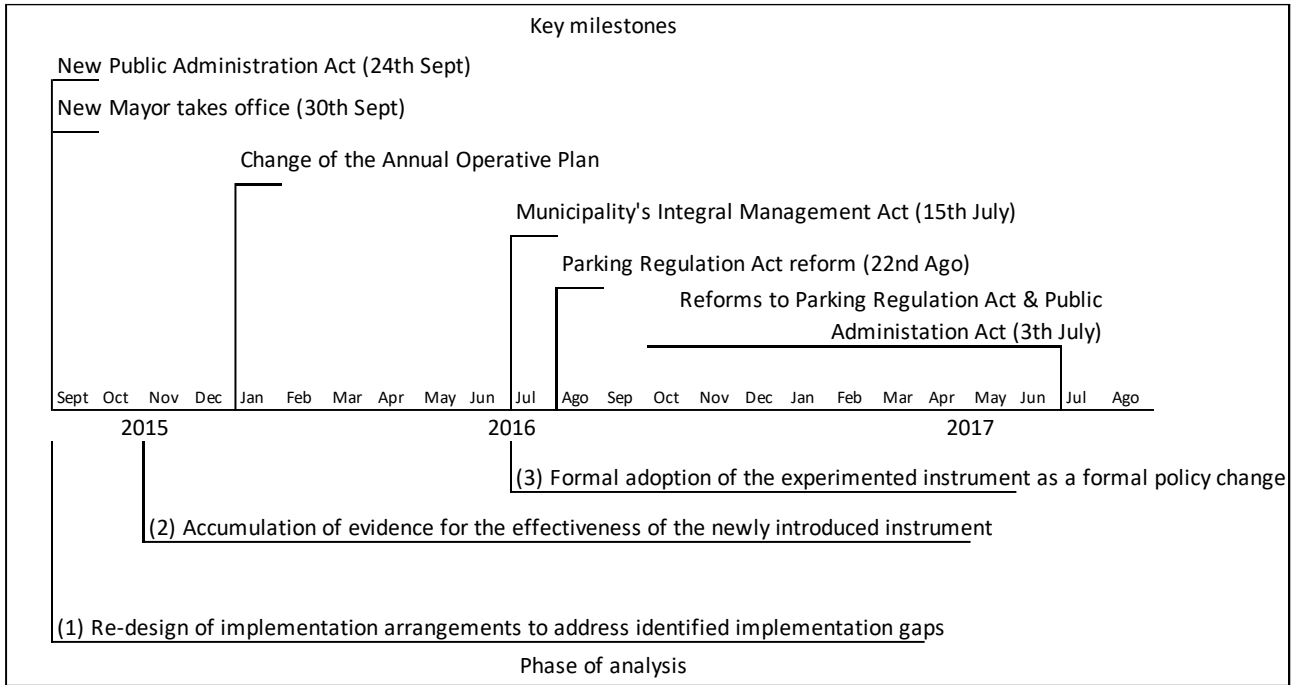 Key milestones
New Public Administration Act (24th Sept)
New Mayor takes office (30th Sept)
Change of the Annual Operative Plan
Municipality's Integral Management Act (15th July)
Parking Regulation Act reform (22nd Ago)
Reforms to Parking Regulation Act & Public
Administation Act (3th July)
Sept Oct Nov Dec Jan Feb Mar Apr May Jun Jul Ago Sep Oct Nov Dec Jan Feb Mar Apr May Jun Jul Ago
2015 2016 2017
(3) Formal adoption of the experimented instrument as a formal policy change
(2) Accumulation of evidence for the effectiveness of the newly introduced instrument
(1) Re-design of implementation arrangements to address identified implementation gaps
Phase of analysis